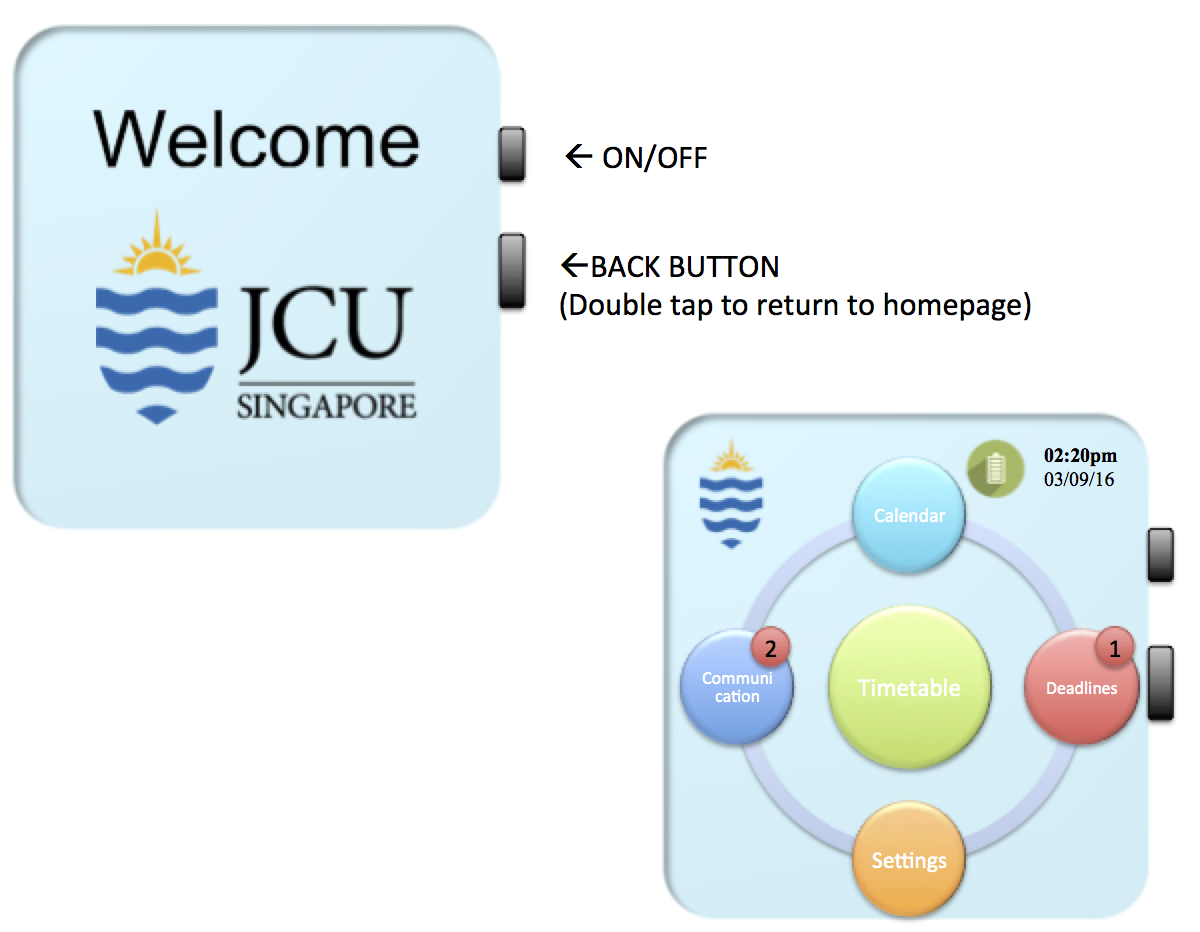 Welcome
JCU
SINGAPORE
← ON/OFF
←BACK BUTTON
(Double tap to return to homepage)
02:20pm
03/09/16
Calendar
2
Communi
cation
Timetable
1
Deadlines
Settings